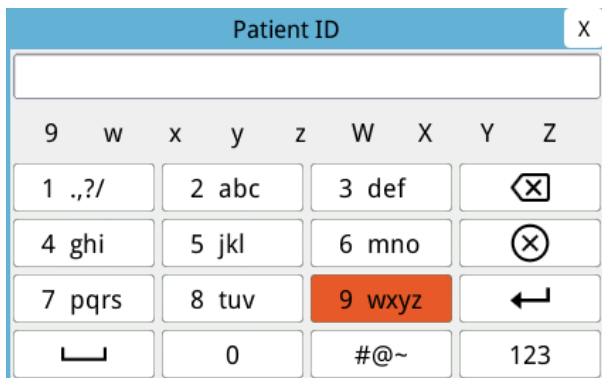 Patient ID X
9 w x y z W X Y Z
1 .,?/ 2 abc 3 def
4 ghi 5 jkl 6 mno
7 pqrs 8 tuv 9 wxyz
0 #@~ 123